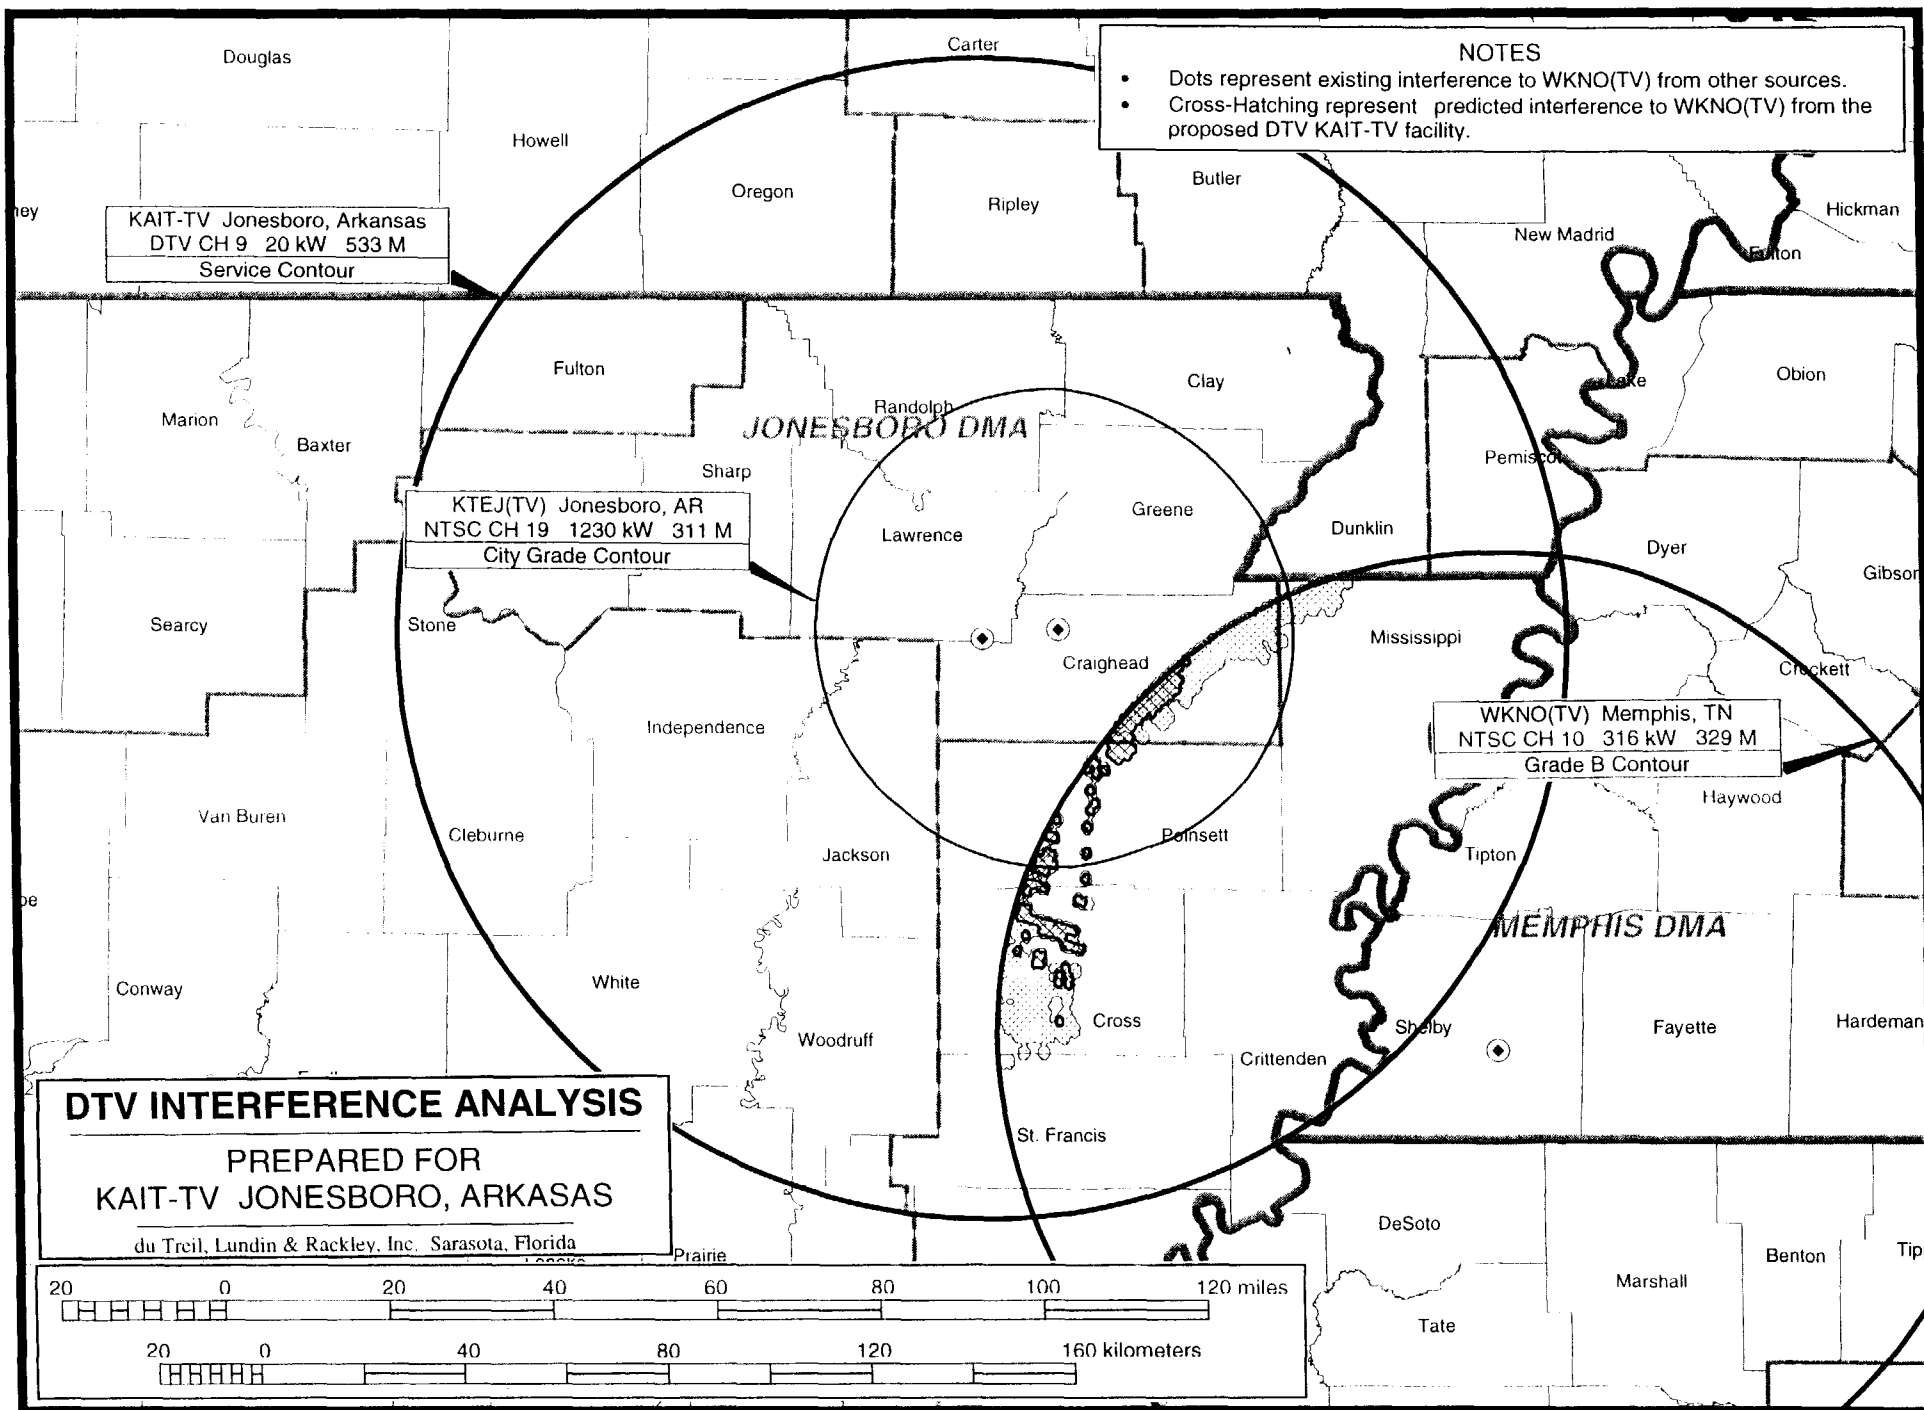 NOTES
• Dots represent existing interference to WKNO(TV) from other sources.
• Cross-Hatching represent predicted interference to WKNO(TV) from the
proposed DTV KAIT-TV facility.
Douglas
Carter
Howell
Oregon
Ripley
Butler
New Madrid
Hickman
Fulton
KAIT-TV Jonesboro, Arkansas
DTV CH 9 20 kW 533 M
Service Contour
Fulton
Clay
Lake
Obion
Marion
Baxter
Randolph
JONESBORO DMA
Sharp
Pemiscot
KTEJ(TV) Jonesboro, AR
NTSC CH 19 1230 kW 311 M
City Grade Contour
Lawrence
Greene
Dunklin
Dyer
Gibson
Searcy
Stone
Craighead
Mississippi
Crockett
Independence
WKNO(TV) Memphis, TN
NTSC CH 10 316 kW 329 M
Grade B Contour
Haywood
Van Buren
Cleburne
Jackson
Poinsett
Tipton
MEMPHIS DMA
Conway
White
Woodruff
Cross
Crittenden
Shelby
Fayette
Hardeman
St. Francis
DTV INTERFERENCE ANALYSIS
PREPARED FOR
KAIT-TV JONESBORO, ARKASAS
du Treil, Lundin & Rackley, Inc. Sarasota, Florida
Prairie
DeSoto
Marshall
Benton
Tip
Tate
20 0 20 40 60 80 100 120 miles
20 0 40 80 120 160 kilometers